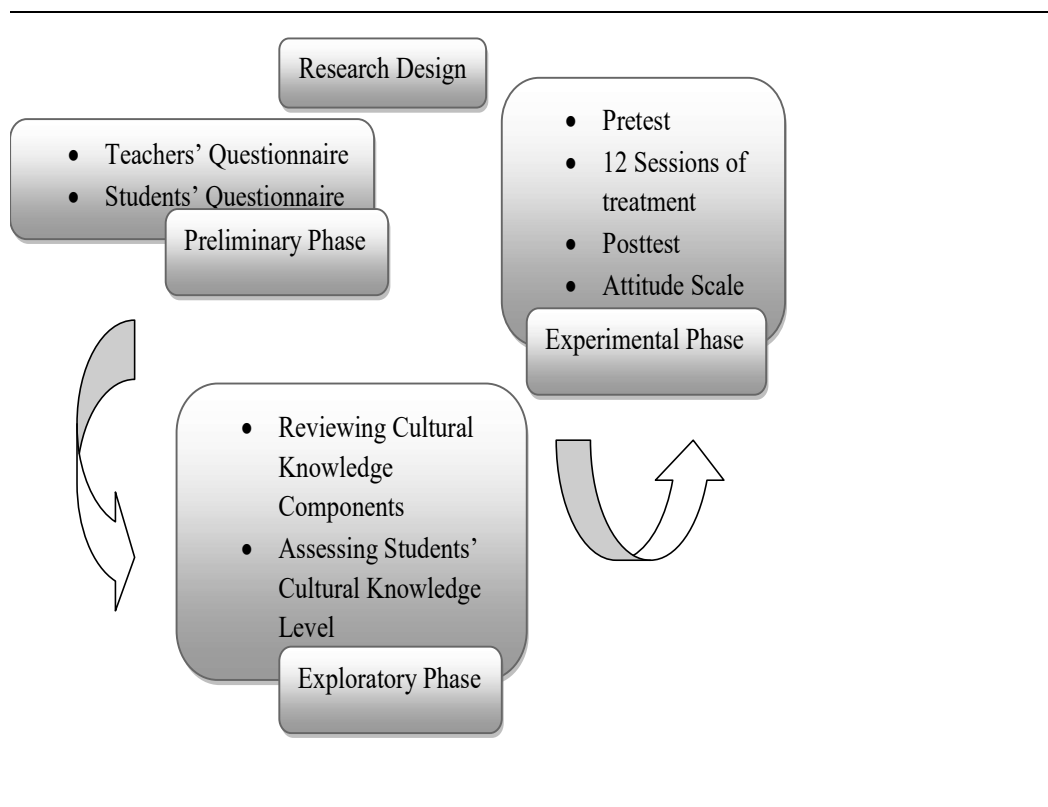 Research Design
• Teachers’ Questionnaire
• Students’ Questionnaire
Preliminary Phase
• Reviewing Cultural
Knowledge
Components
• Assessing Students’
Cultural Knowledge
Level
Exploratory Phase
• Pretest
• 12 Sessions of
treatment
• Posttest
• Attitude Scale
Experimental Phase